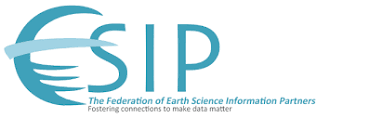 ESIP
The Federation of Earth Science Information Partners
Fostering connections to make data matter